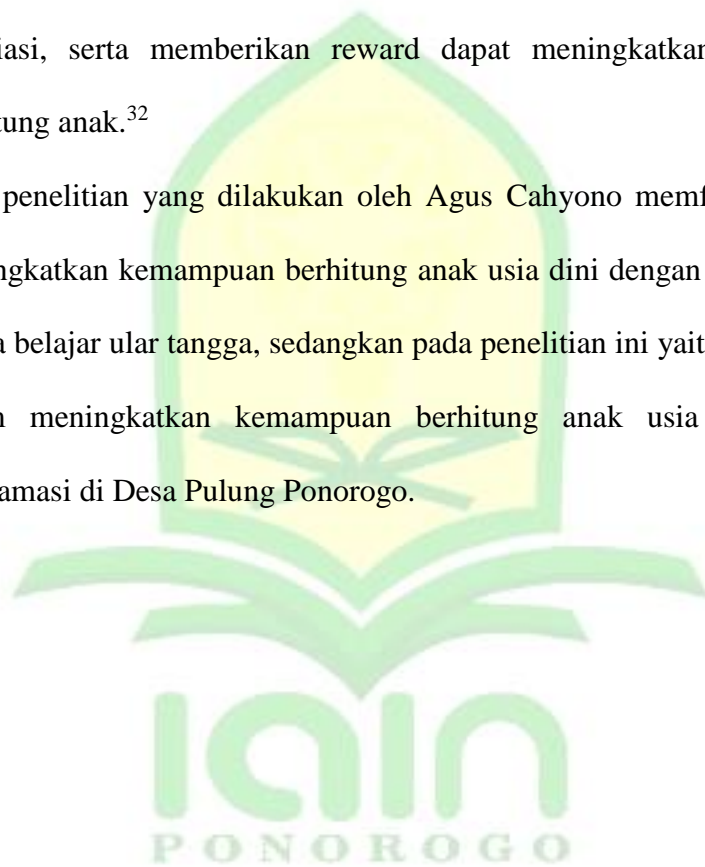 iasi, serta memberikan reward dapat meningkatkan
tung anak.32
penelitian yang dilakukan oleh Agus Cahyono memf
ngkatkan kemampuan berhitung anak usia dini dengan
a belajar ular tangga, sedangkan pada penelitian ini yait
meningkatkan kemampuan berhitung anak usia
amasi di Desa Pulung Ponorogo.
iain
PONOROGO